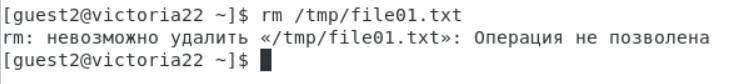 [guest2@victoria22 ~]$ rm /tmp/file01.txt
rm: невозможно удалить «/tmp/file01.txt»: Операция не позволена
[guest2@victoria22 ~]$